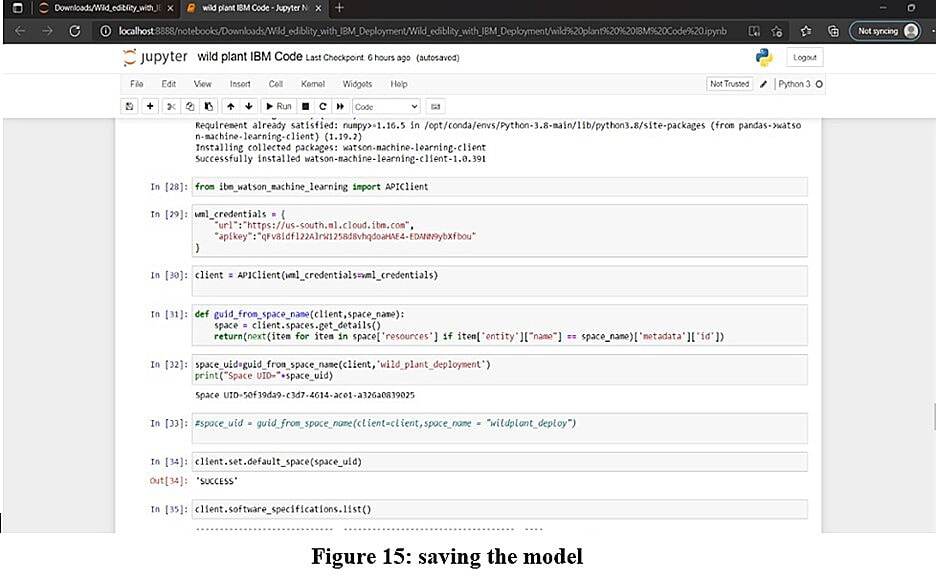 Downloads/Wild_ediblity_with_I
wild plant IBM Code - Jupyter N
localhost:8888/notebooks/Downloads/Wild_ediblity_with_IBM_Deployment/Wild_ediblity_with_IBM_Deployment/wild%20plant%20%20IBM%20Code%20.ipynb
Not syncing
jupyter wild plant IBM Code Last Checkpoint: 6 hours ago (autosaved)
Logout
File Edit View Insert Cell Kernel Widgets Help
Not Trusted Python 3
Run Code
Requirement already satisfied: numpy>=1.16.5 in /opt/conda/envs/Python-3.8-main/lib/python3.8/site-packages (from pandas->watso
n-machine-learning-client) (1.19.2)
Installing collected packages: watson-machine-learning-client
Successfully installed watson-machine-learning-client-1.0.391
In [28]: from ibm_watson_machine_learning import APIClient
In [29]: wml_credentials = {
"url":"https://us-south.ml.cloud.ibm.com",
"apikey":
}
In [30]: client = APIClient(wml_credentials=wml_credentials)
In [31]: def guid_from_space_name(client,space_name):
space = client.spaces.get_details()
return(next(item for item in space['resources'] if item['entity']["name"] == space_name)['metadata']['id'])
In [32]: space_uid=guid_from_space_name(client,'wild_plant_deployment')
print("Space UID="+space_uid)
Space UID=50f39da9-c3d7-4614-ace1-a326a0839025
In [33]: #space_uid = guid_from_space_name(client=client,space_name = "wildplant_deploy")
In [34]: client.set.default_space(space_uid)
Out[34]: 'SUCCESS'
In [35]: client.software_specifications.list()
Figure 15: saving the model